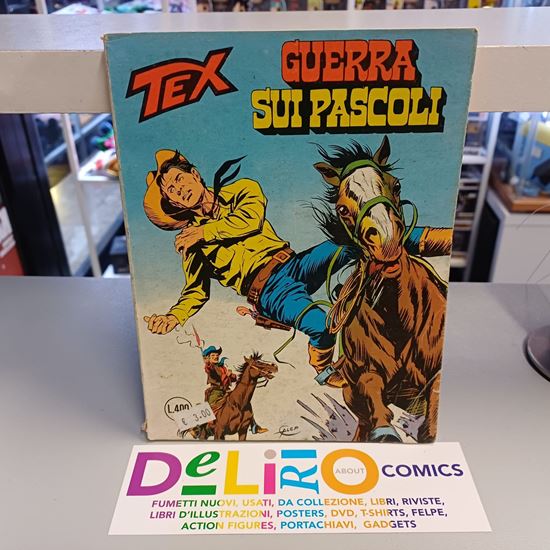 TEX
GUERRA
SUI PASCOLI
L.400
€ 3.00
GALEP
DeLiRiO ABOUT COMICS
FUMETTI NUOVI, USATI, DA COLLEZIONE, LIBRI, RIVISTE,
LIBRI D'ILLUSTRAZIONI, POSTERS, DVD, T-SHIRTS, FELPE,
ACTION FIGURES, PORTACHIAVI, GADGETS